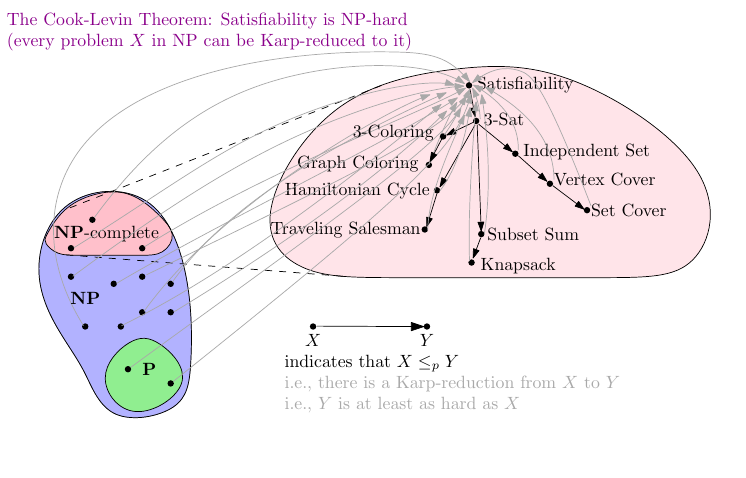 The Cook-Levin Theorem: Satisfiability is NP-hard
(every problem X in NP can be Karp-reduced to it)
Satisfiability
3-Sat
3-Coloring
Independent Set
Graph Coloring
Vertex Cover
Hamiltonian Cycle
Set Cover
Traveling Salesman
Subset Sum
Knapsack
NP-complete
NP
P
X
Y
indicates that X ≤p Y
i.e., there is a Karp-reduction from X to Y
i.e., Y is at least as hard as X